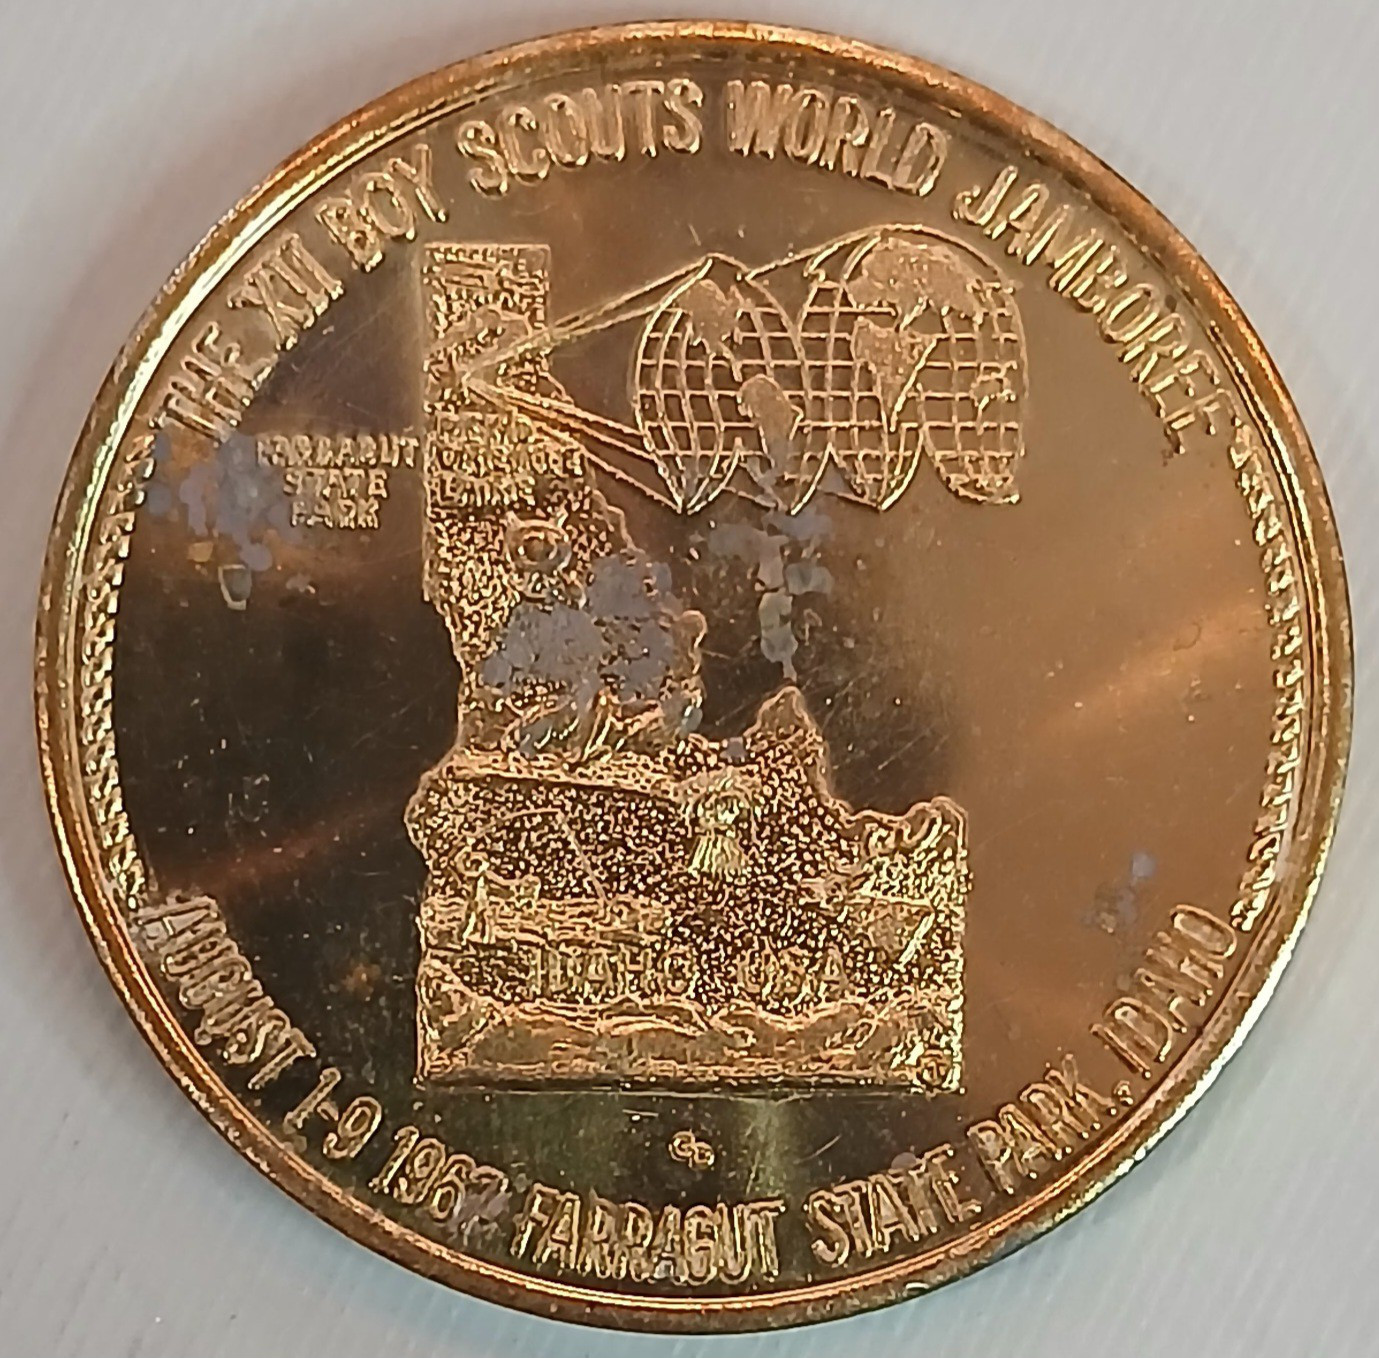 THE XII BOY SCOUTS WORLD JAMBOREE
FARRAGUT
STATE
PARK
IDAHO USA
AUGUST 1-9 1967 FARRAGUT STATE PARK, IDAHO